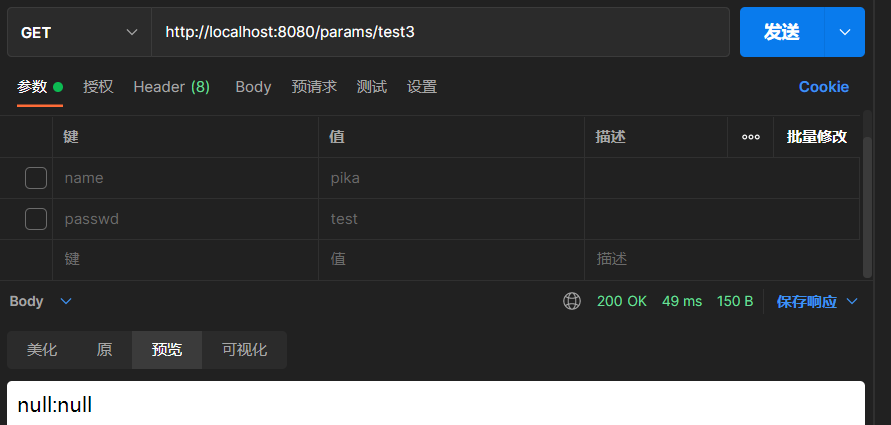 GET http://localhost:8080/params/test3 发送
参数 授权 Header (8) Body 预请求 测试 设置 Cookie
键 值 描述 批量修改
name pika
passwd test
键 值 描述
Body 200 OK 49 ms 150 B 保存响应
美化 原 预览 可视化
null:null